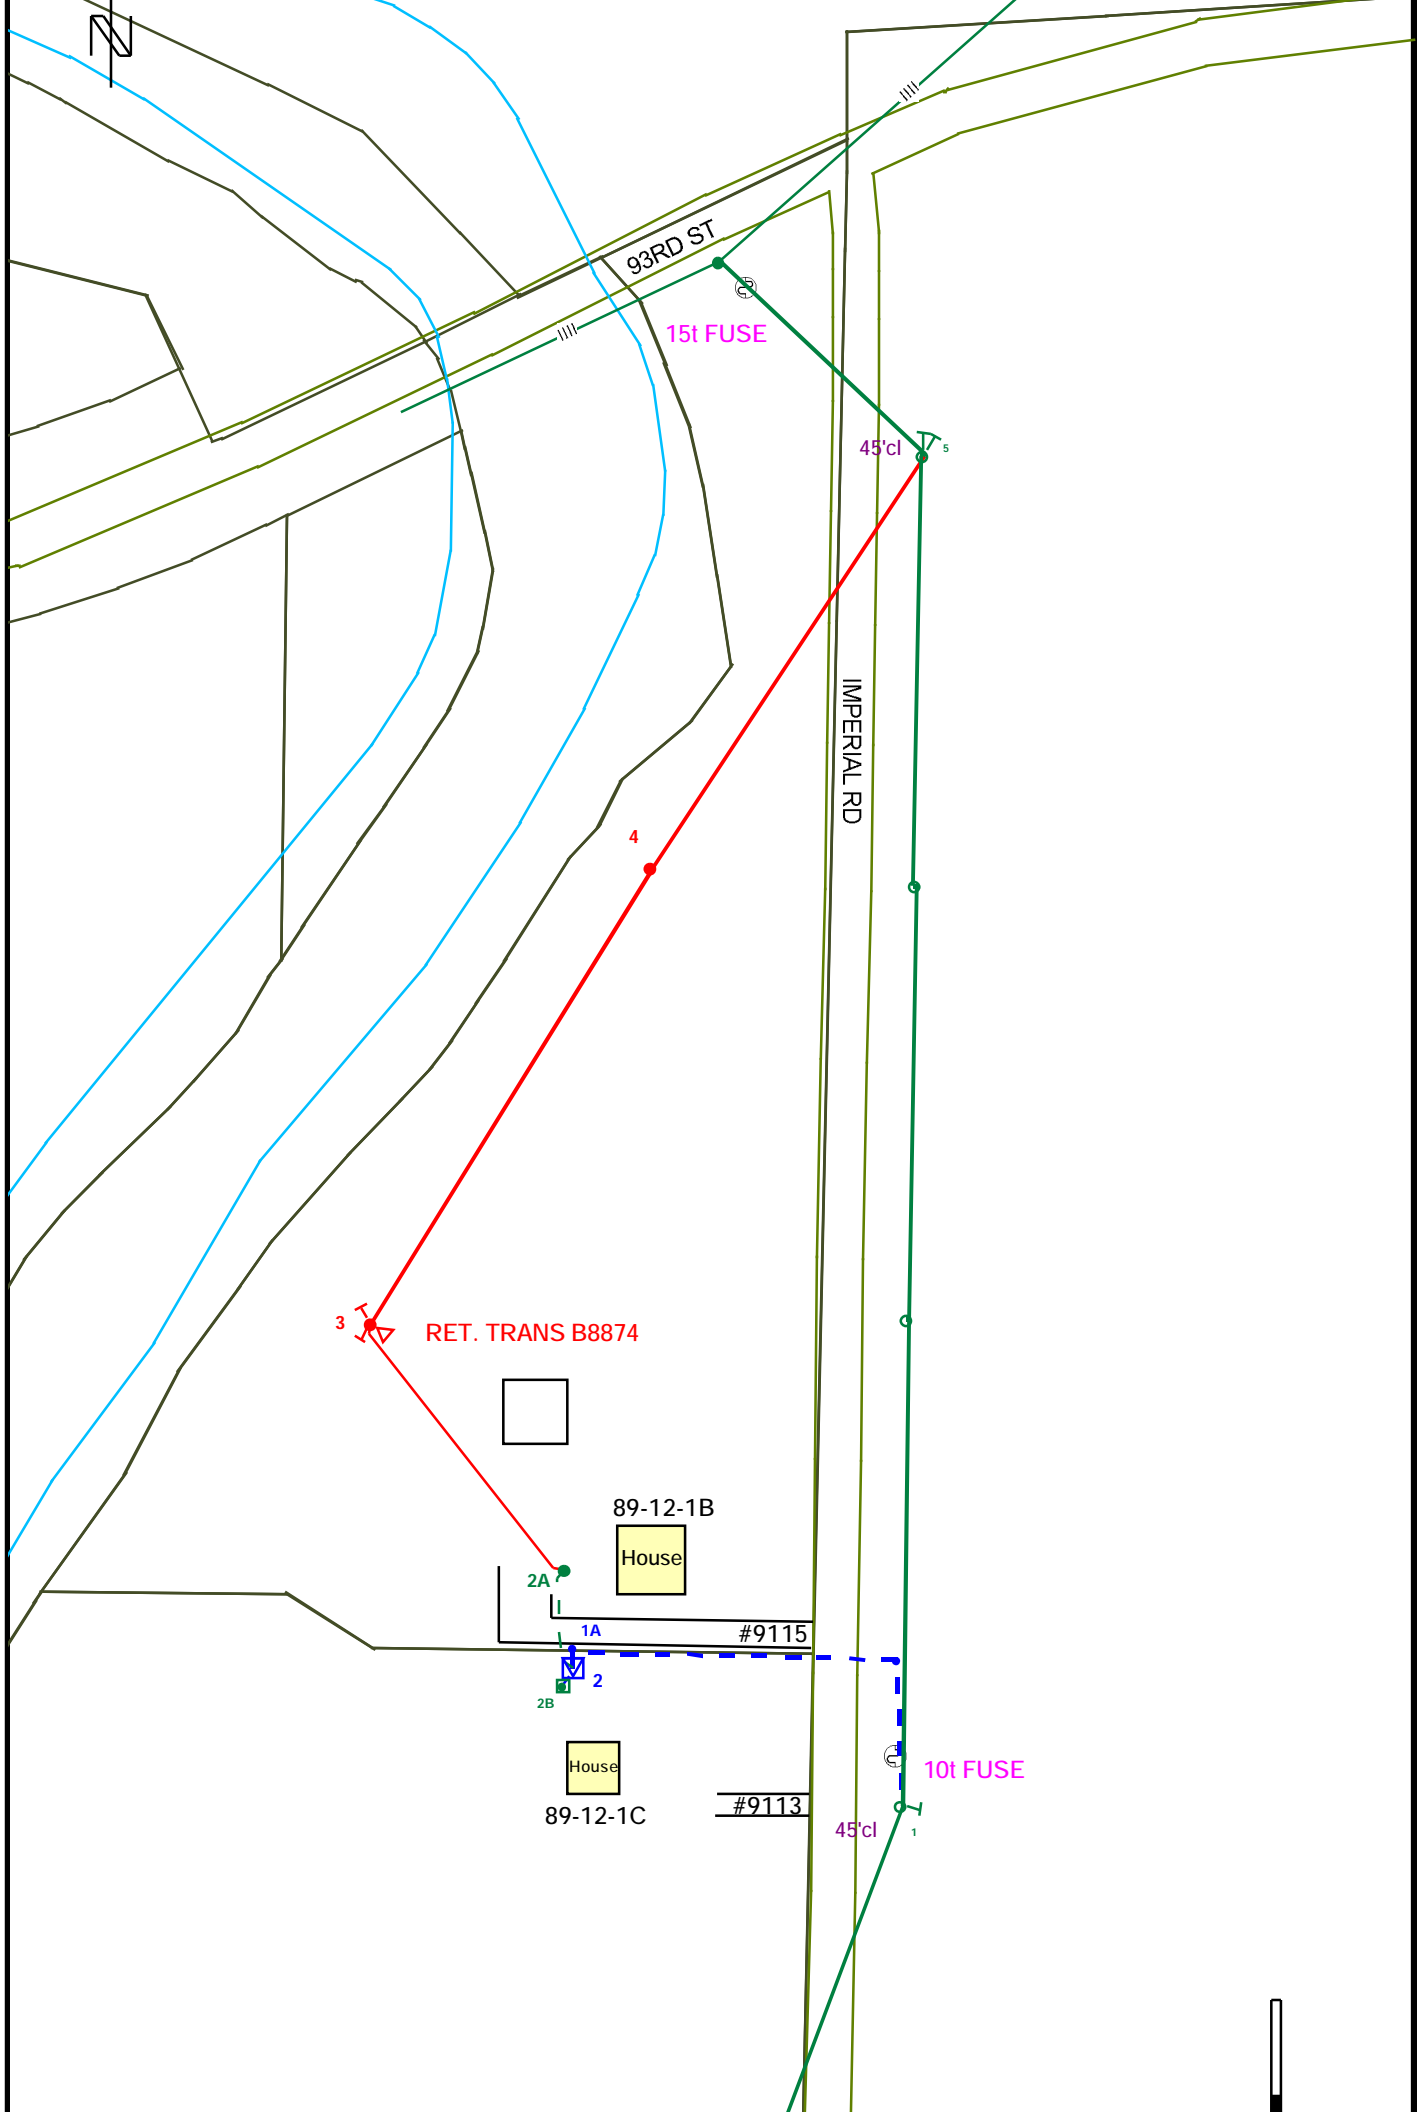 N
93RD ST
15t FUSE
45'cl
5
IMPERIAL RD
4
3
RET. TRANS B8874
89-12-1B
House
2A
1A
#9115
2
2B
House
10t FUSE
89-12-1C
#9113
45'cl
1